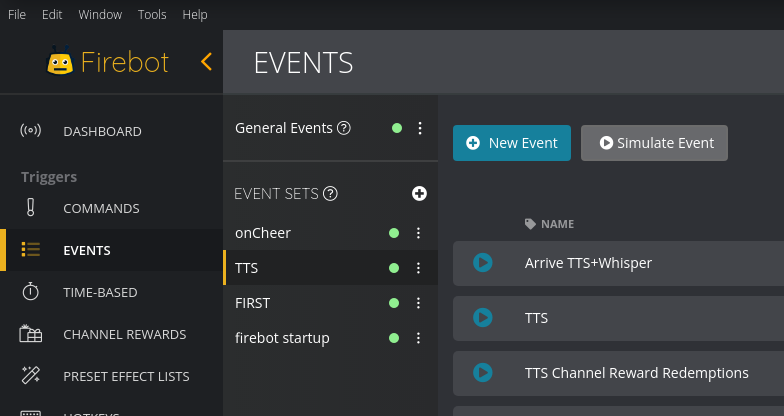 File Edit Window Tools Help
Firebot
EVENTS
DASHBOARD
Triggers
COMMANDS
EVENTS
TIME-BASED
CHANNEL REWARDS
PRESET EFFECT LISTS
HOTKEYS
General Events
EVENT SETS
onCheer
TTS
FIRST
firebot startup
New Event
Simulate Event
NAME
Arrive TTS+Whisper
TTS
TTS Channel Reward Redemptions